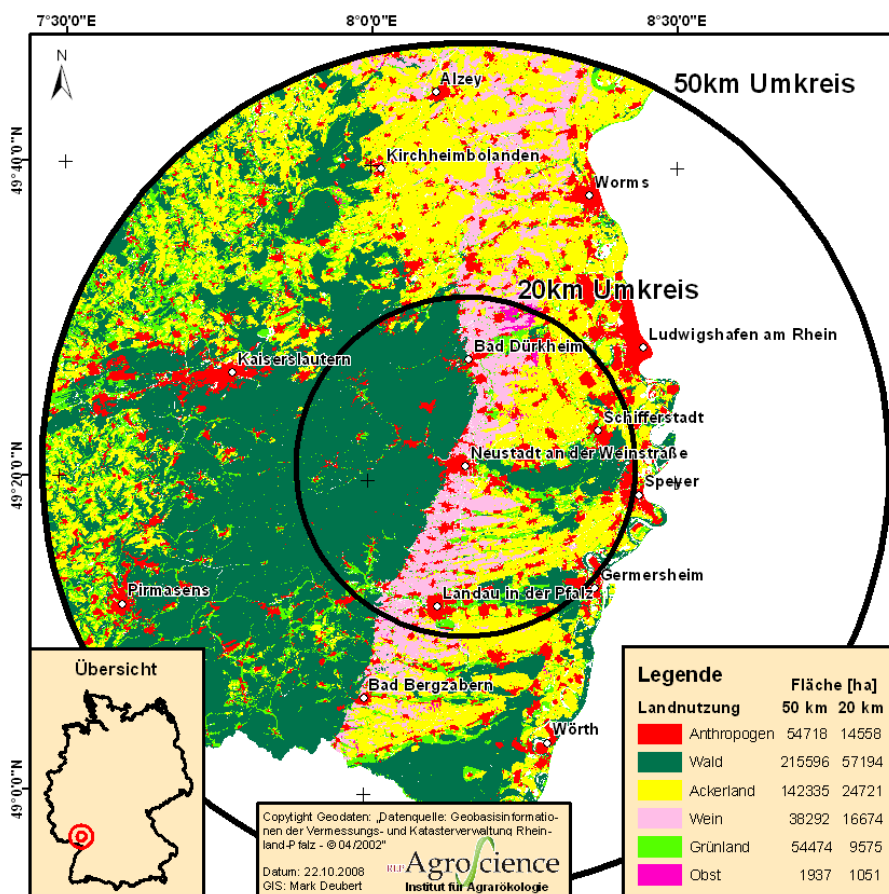 7°30'0"E
8°0'0"E
8°30'0"E
N
49°40'0"N
49°20'0"N
49°0'0"N
50km Umkreis
Alzey
Kirchheimbolanden
Worms
20km Umkreis
Ludwigshafen am Rhein
Bad Dürkheim
Kaiserslautern
Schifferstadt
Neustadt an der Weinstraße
Speyer
Germersheim
Pirmasens
Landau in der Pfalz
Bad Bergzabern
Wörth
Übersicht
Copytight Geodaten: „Datenquelle: Geobasisinformatio-
nen der Vermessungs- und Katasterverwaltung Rhein-
land-Pfalz - © 04/2002"
Datum: 22.10.2008
GIS: Mark Deubert
RLP AgroScience
Institut für Agrarökologie
Legende
Fläche [ha]
Landnutzung 50 km 20 km
Anthropogen 54718 14558
Wald 215596 57194
Ackerland 142335 24721
Wein 38292 16674
Grünland 54474 9575
Obst 1937 1051